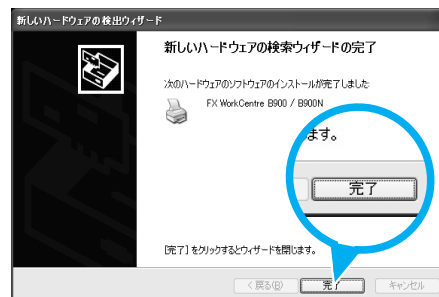 新しいハードウェアの検出ウィザード
新しいハードウェアの検索ウィザードの完了
次のハードウェアのソフトウェアのインストールが完了しました:
FX WorkCentre B900 / B900N
ます。
完了
[完了] をクリックするとウィザードを閉じます。
< 戻る(B)
完了
キャンセル